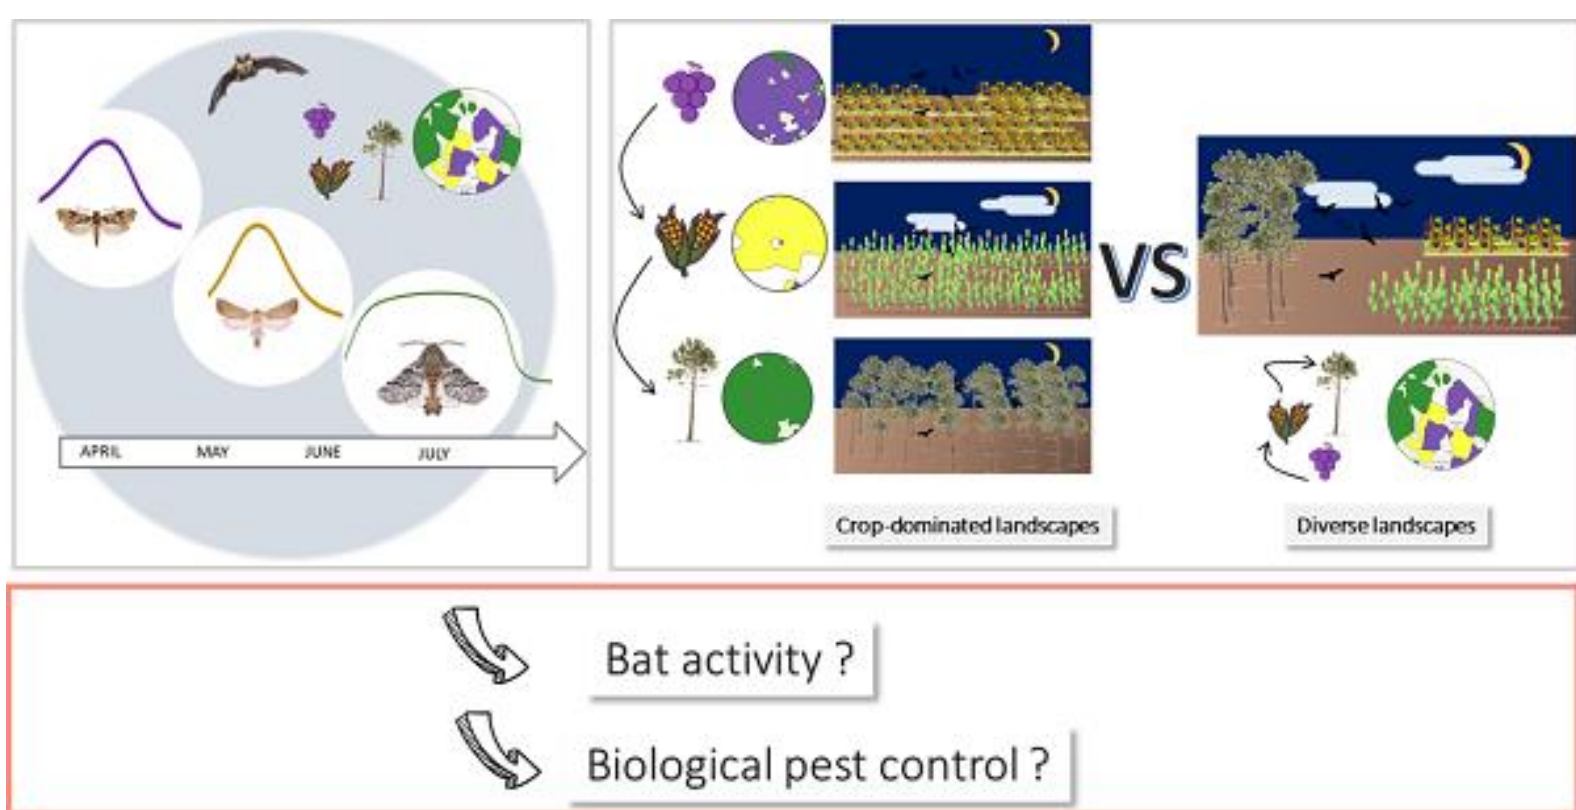 APRIL MAY JUNE JULY
VS
Crop-dominated landscapes
Diverse landscapes
Bat activity ?
Biological pest control ?